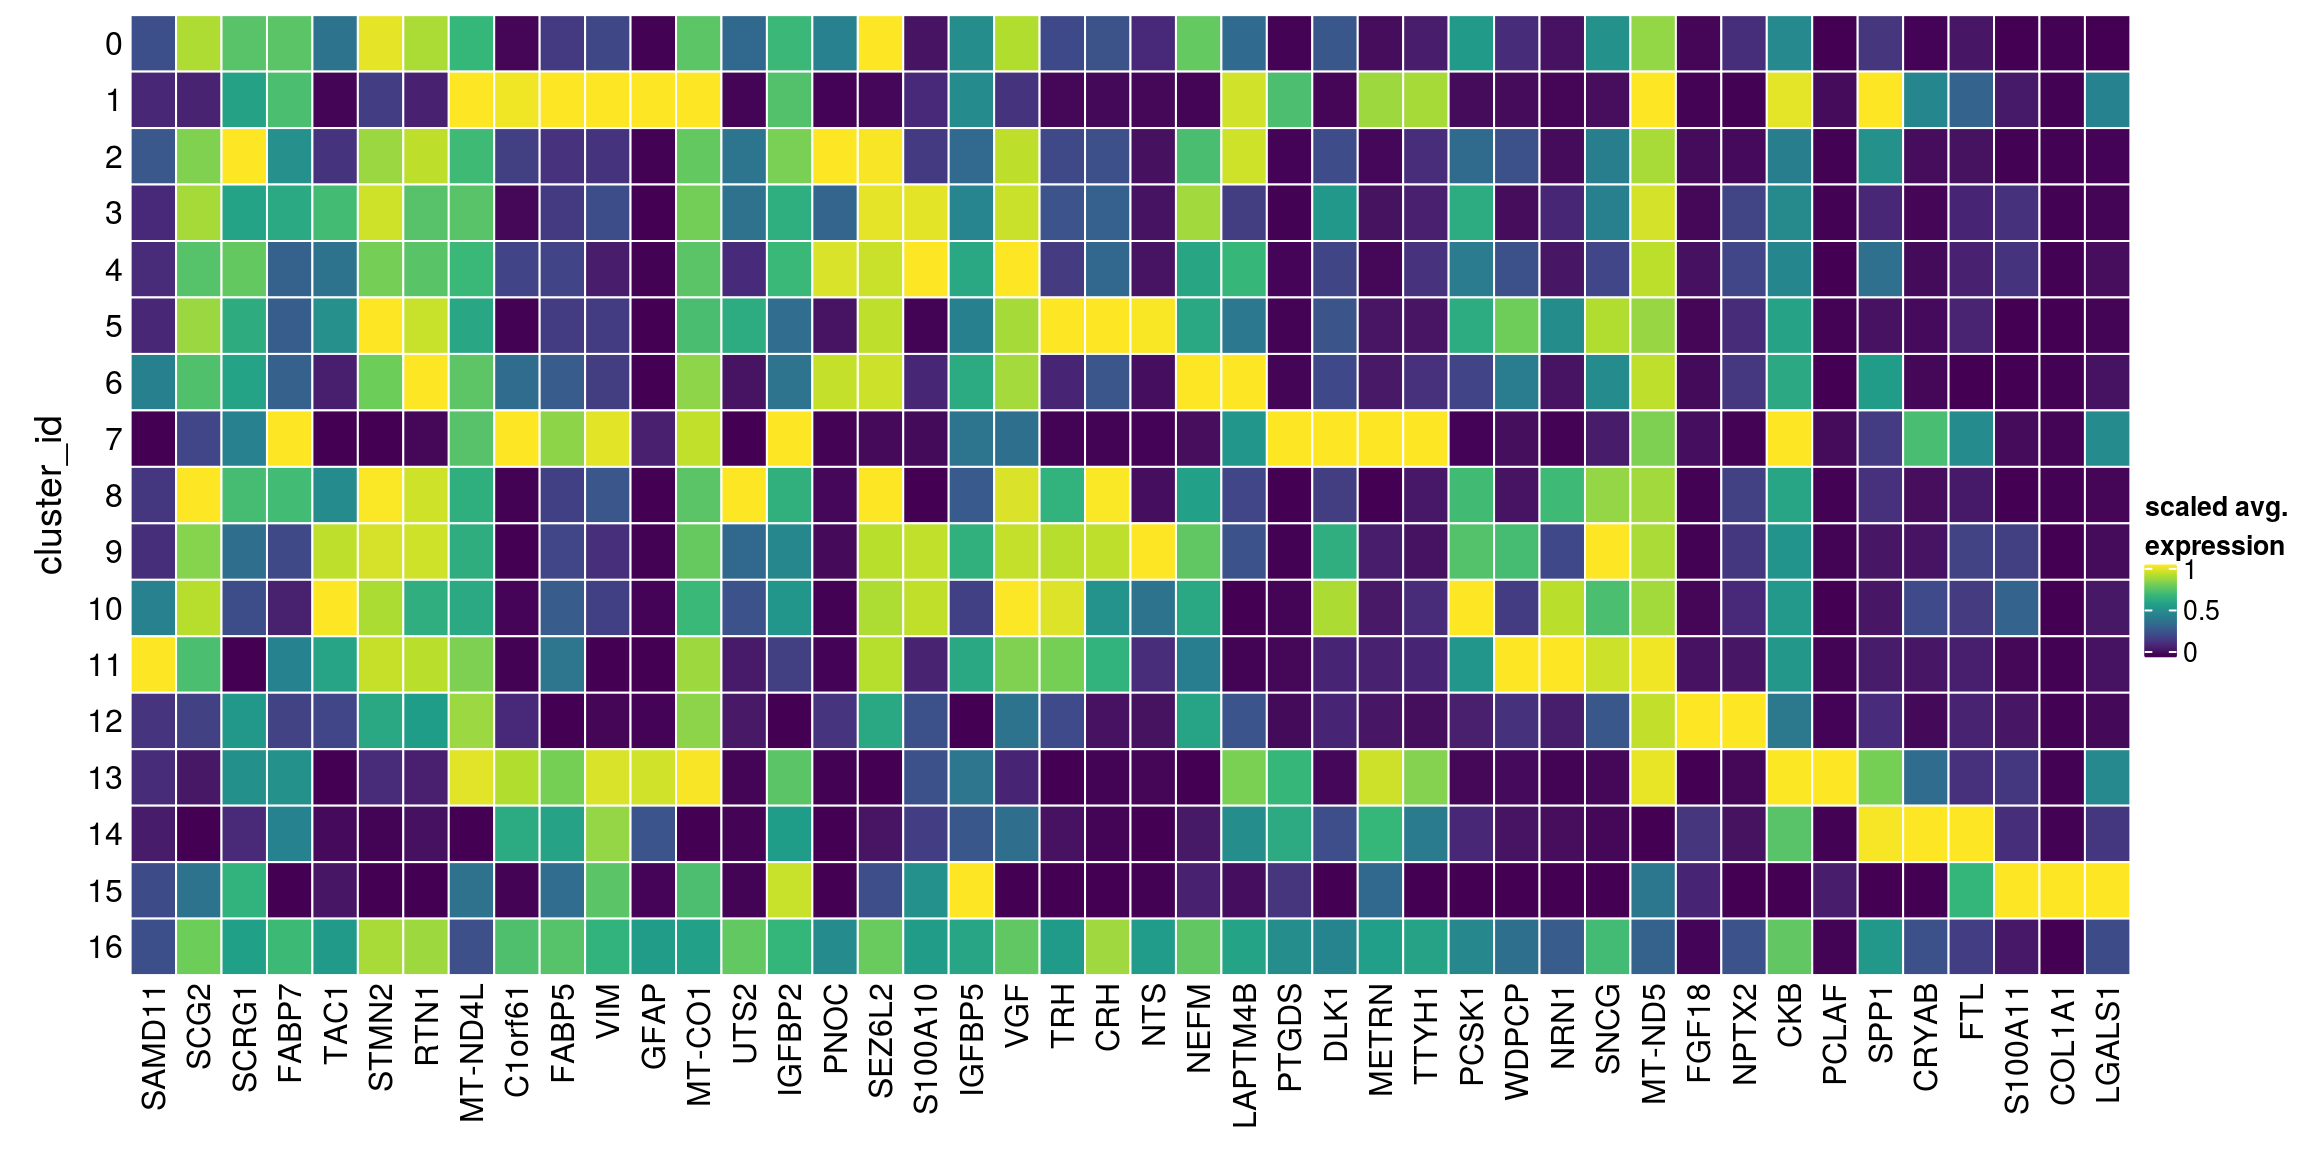 0
1
2
3
4
5
6
7
8
9
10
11
12
13
14
15
16
cluster_id
SAMD11
SCG2
SCRG1
FABP7
TAC1
STMN2
RTN1
MT-ND4L
C1orf61
FABP5
VIM
GFAP
MT-CO1
UTS2
IGFBP2
PNOC
SEZ6L2
S100A10
IGFBP5
VGF
TRH
CRH
NTS
NEFM
LAPTM4B
PTGDS
DLK1
METRN
TTYH1
PCSK1
WDPCP
NRN1
SNCG
MT-ND5
FGF18
NPTX2
CKB
PCLAF
SPP1
CRYAB
FTL
S100A11
COL1A1
LGALS1
scaled avg.
expression
1
0.5
0